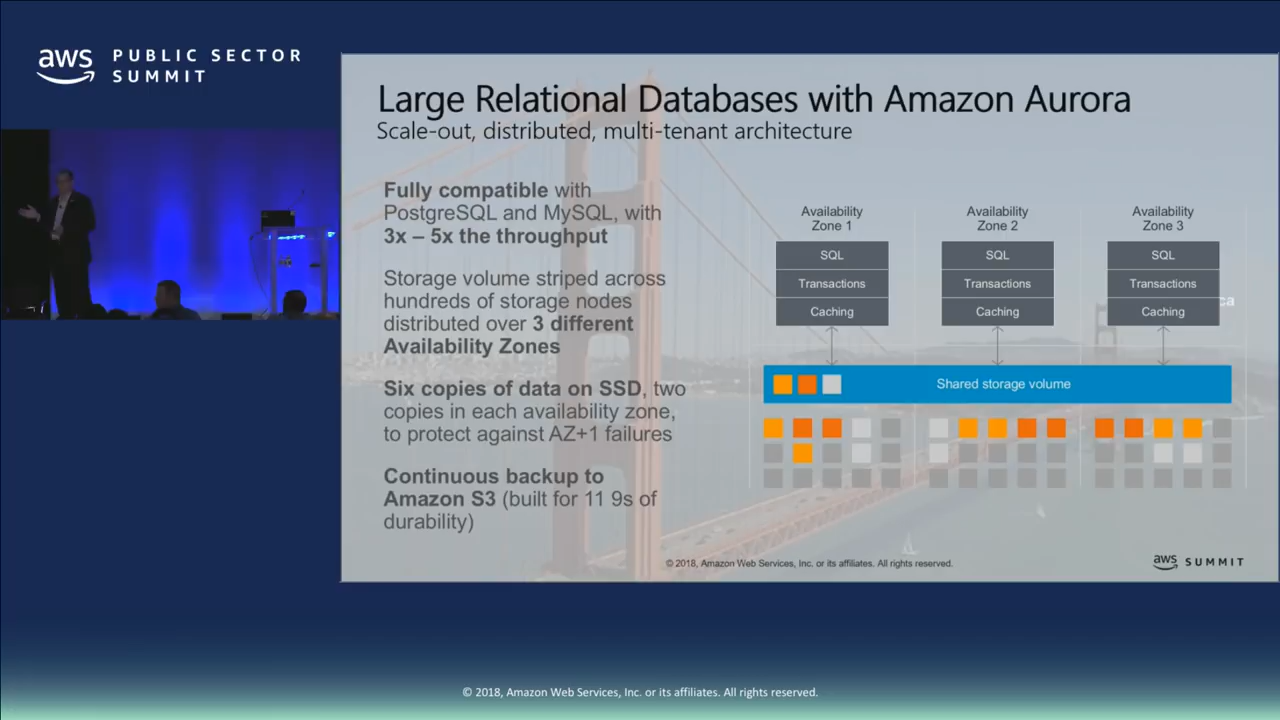 aws PUBLIC SECTOR
SUMMIT
Large Relational Databases with Amazon Aurora
Scale-out, distributed, multi-tenant architecture
Fully compatible with
PostgreSQL and MySQL, with
3x – 5x the throughput
Storage volume striped across
hundreds of storage nodes
distributed over 3 different
Availability Zones
Six copies of data on SSD, two
copies in each availability zone,
to protect against AZ+1 failures
Continuous backup to
Amazon S3 (built for 11 9s of
durability)
Availability
Zone 1
SQL
Transactions
Caching
Availability
Zone 2
SQL
Transactions
Caching
Availability
Zone 3
SQL
Transactions
Caching
ca
Shared storage volume
© 2018, Amazon Web Services, Inc. or its affiliates. All rights reserved.
aws SUMMIT
© 2018, Amazon Web Services, Inc. or its affiliates. All rights reserved.